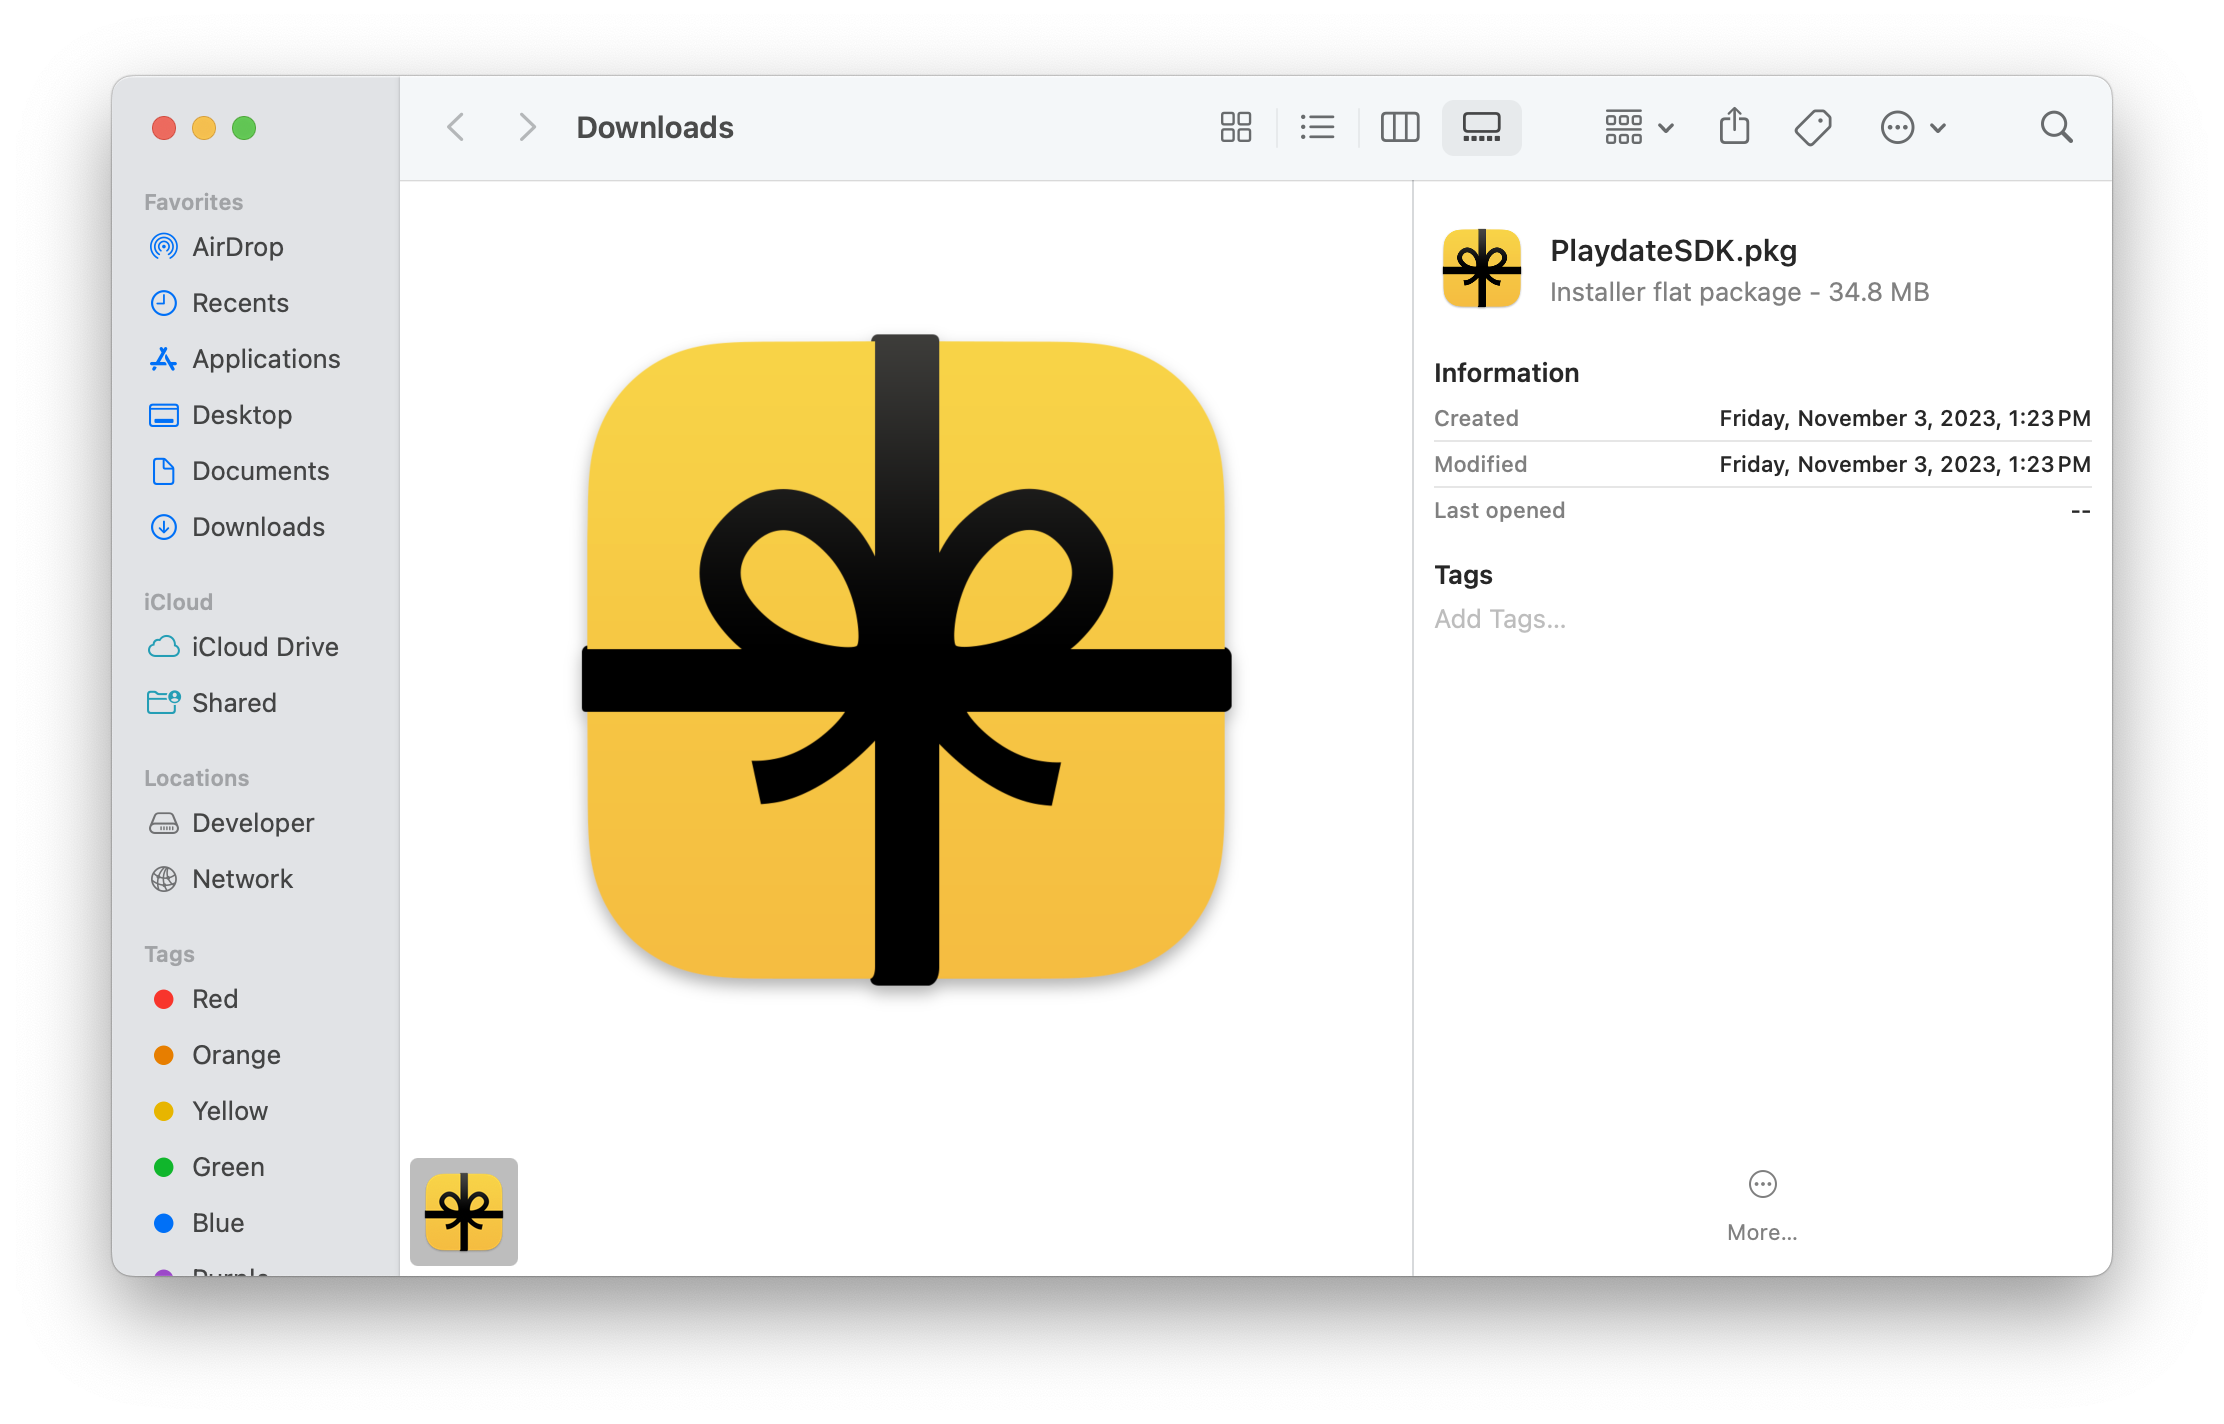 Downloads
Favorites
AirDrop
Recents
Applications
Desktop
Documents
Downloads
iCloud
iCloud Drive
Shared
Locations
Developer
Network
Tags
Red
Orange
Yellow
Green
Blue
Purple
PlaydateSDK.pkg
Installer flat package - 34.8 MB
Information
Created Friday, November 3, 2023, 1:23 PM
Modified Friday, November 3, 2023, 1:23 PM
Last opened --
Tags
Add Tags...
More...